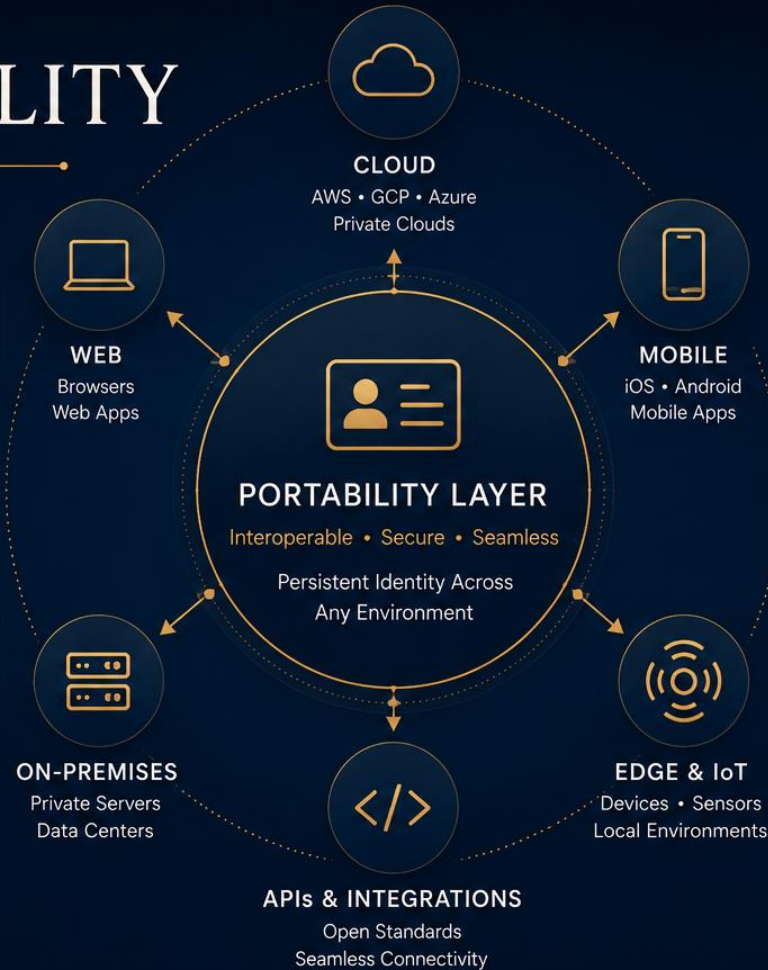 LITY
CLOUD
AWS • GCP • Azure
Private Clouds
WEB
Browsers
Web Apps
MOBILE
iOS • Android
Mobile Apps
PORTABILITY LAYER
Interoperable • Secure • Seamless
Persistent Identity Across
Any Environment
ON-PREMISES
Private Servers
Data Centers
EDGE & IoT
Devices • Sensors
Local Environments
APIs & INTEGRATIONS
Open Standards
Seamless Connectivity